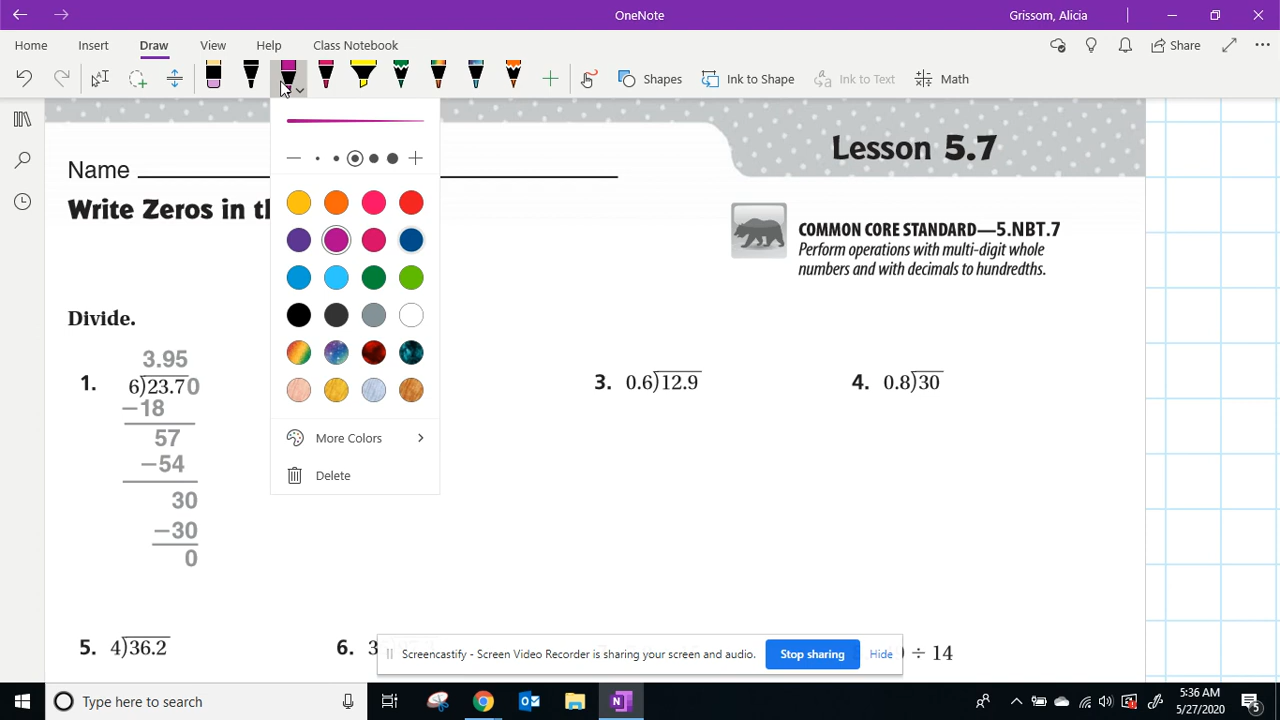 OneNote
Grissom, Alicia
Home Insert Draw View Help Class Notebook Share
Shapes Ink to Shape Ink to Text Math
Lesson 5.7
Name
Write Zeros in th
COMMON CORE STANDARD—5.NBT.7
Perform operations with multi-digit whole
numbers and with decimals to hundredths.
Divide.
3.95
1. 6)23.70
−18
57
−54
30
−30
0
3. 0.6)12.9
4. 0.8)30
More Colors
Delete
5. 4)36.2
6. 3
÷ 14
Screencastify - Screen Video Recorder is sharing your screen and audio. Stop sharing Hide
Type here to search
5:36 AM
5/27/2020
5